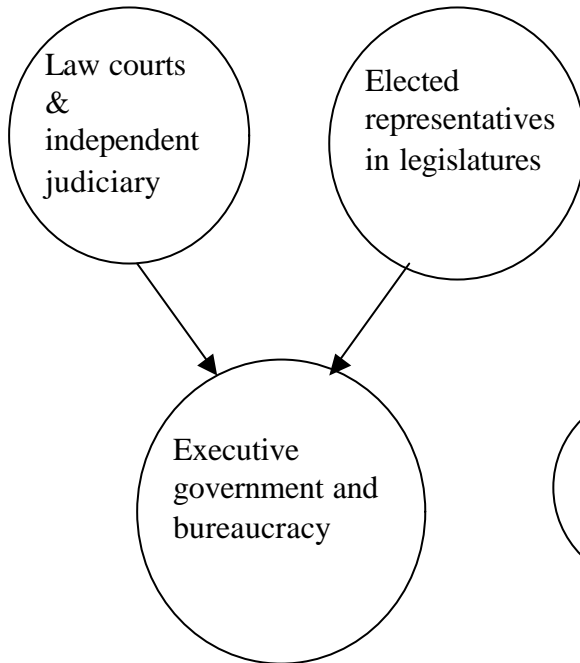 Law courts
&
independent
judiciary
Elected
representatives
in legislatures
Executive
government and
bureaucracy